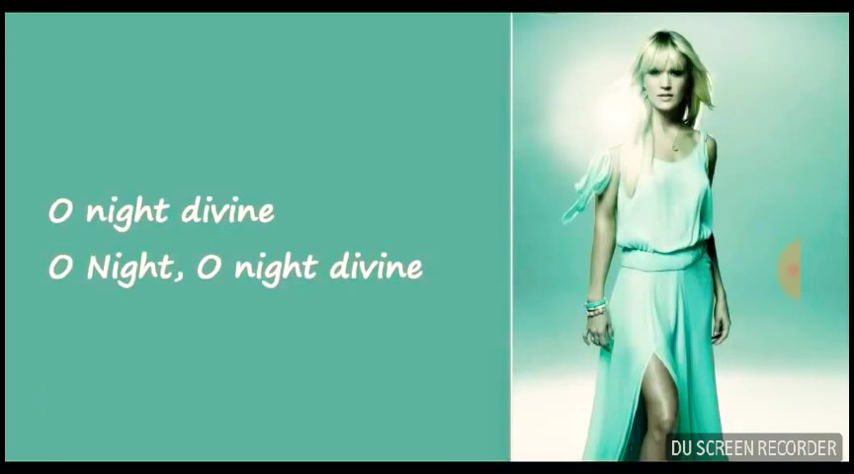 O night divine
O Night, O night divine
DU SCREEN RECORDER